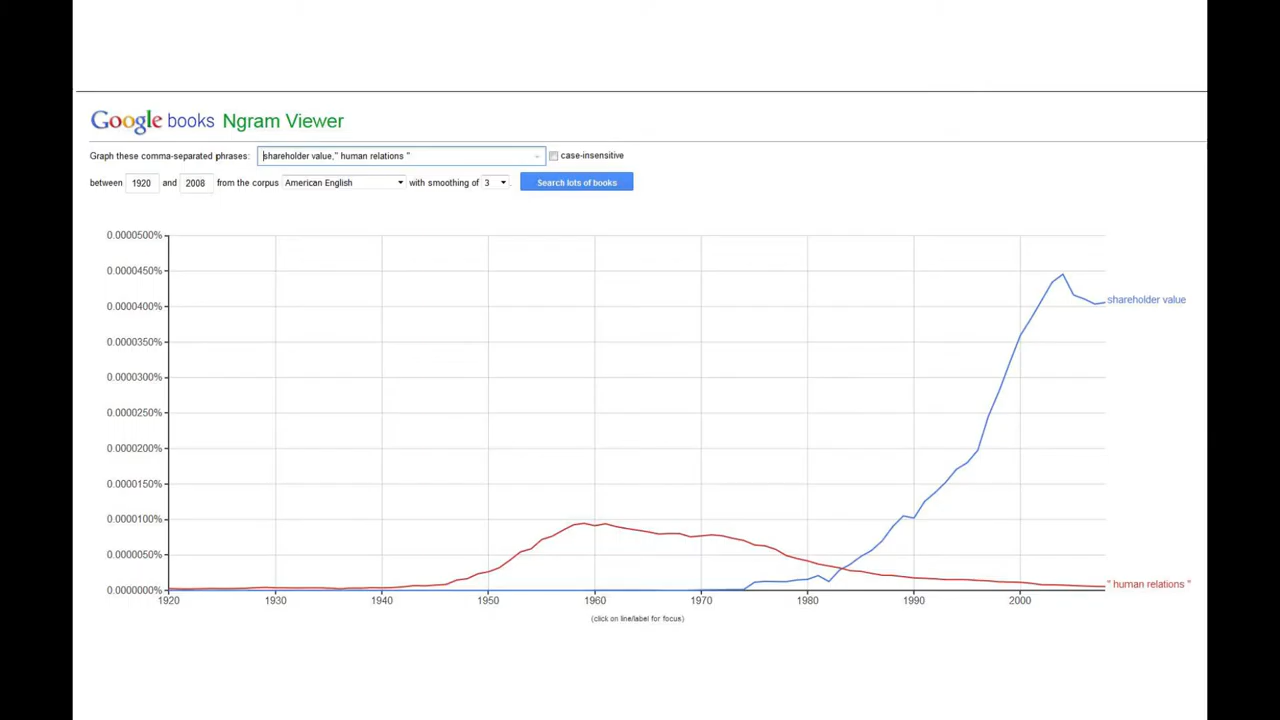 Google books Ngram Viewer
Graph these comma-separated phrases: shareholder value," human relations " case-insensitive
between 1920 and 2008 from the corpus American English with smoothing of 3 . Search lots of books
0.0000500%
0.0000450%
0.0000400%
shareholder value
0.0000350%
0.0000300%
0.0000250%
0.0000200%
0.0000150%
0.0000100%
0.0000050%
" human relations "
0.0000000%
1920 1930 1940 1950 1960 1970 1980 1990 2000
(click on line/label for focus)